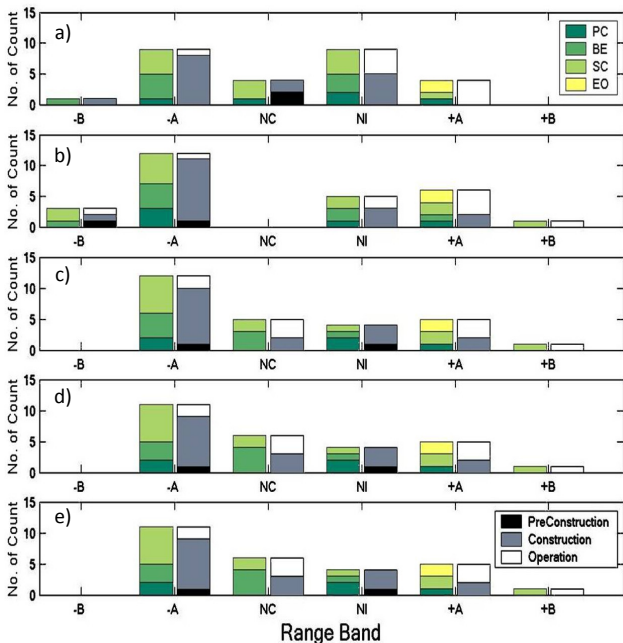 a)
No. of Count
15
10
5
0
-B -A NC NI +A +B
PC
BE
SC
EO
b)
No. of Count
15
10
5
0
-B -A NC NI +A +B
c)
No. of Count
15
10
5
0
-B -A NC NI +A +B
d)
No. of Count
15
10
5
0
-B -A NC NI +A +B
e)
No. of Count
15
10
5
0
-B -A NC NI +A +B
PreConstruction
Construction
Operation
Range Band